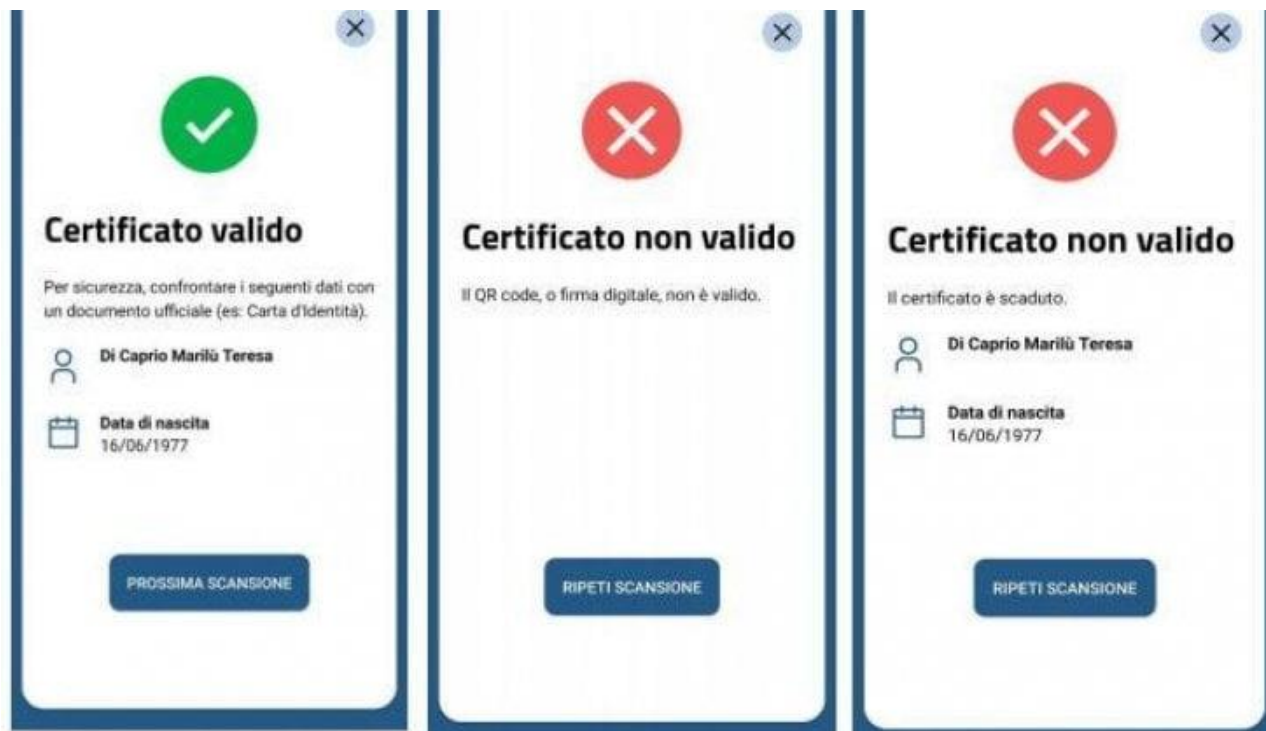 Certificato valido
Per sicurezza, confrontare i seguenti dati con
un documento ufficiale (es: Carta d'Identità).
Di Caprio Marilù Teresa
Data di nascita
16/06/1977
PROSSIMA SCANSIONE
Certificato non valido
Il QR code, o firma digitale, non è valido.
RIPETI SCANSIONE
Certificato non valido
Il certificato è scaduto.
Di Caprio Marilù Teresa
Data di nascita
16/06/1977
RIPETI SCANSIONE